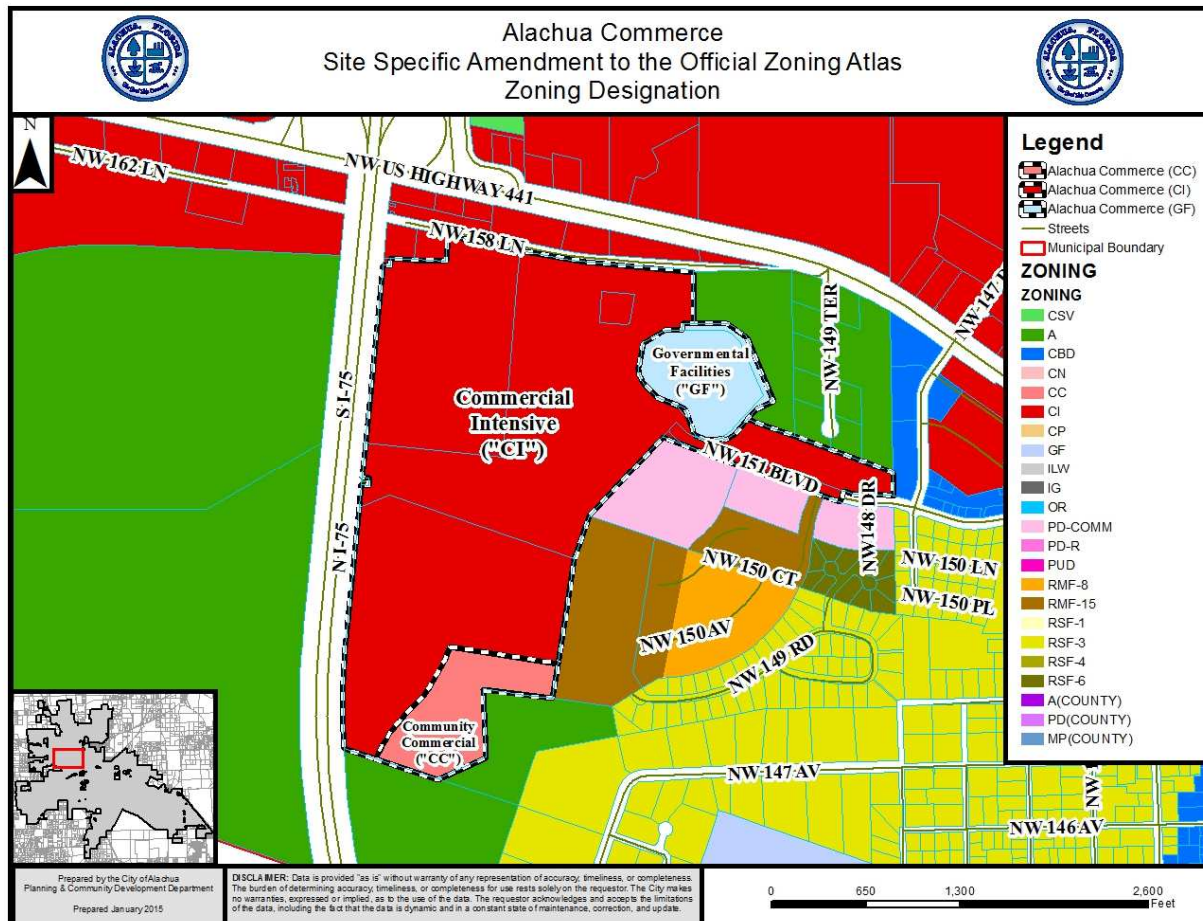 Alachua Commerce
Site Specific Amendment to the Official Zoning Atlas
Zoning Designation
ALACHUA, FLORIDA
ALACHUA, FLORIDA
N
NW 162 LN
NW US HIGHWAY 441
NW 158 LN
NW 147
NW 149 TER
Governmental
Facilities
("GF")
S I-75
Commercial
Intensive
("CI")
NW 151 BLVD
NW 148 DR
NW 150 LN
NW 150 CT
NW 150 PL
N I-75
NW 150 AV
NW 149 RD
Community
Commercial
("CC")
NW 147 AV
NW
NW 146 AV
Legend
Alachua Commerce (CC)
Alachua Commerce (CI)
Alachua Commerce (GF)
Streets
Municipal Boundary
ZONING
ZONING
CSV
A
CBD
CN
CC
CI
CP
GF
ILW
IG
OR
PD-COMM
PD-R
PUD
RMF-8
RMF-15
RSF-1
RSF-3
RSF-4
RSF-6
A(COUNTY)
PD(COUNTY)
MP(COUNTY)
Prepared by the City of Alachua
Planning & Community Development Department
Prepared January 2015
DISCLAIMER: Data is provided "as is" without warranty of any representation of accuracy, timeliness, or completeness.
The burden of determining accuracy, timeliness, or completeness for use rests solely on the requestor. The City makes
no warranties, expressed or implied, as to the use of the data. The requestor acknowledges and accepts the limitations
of the data, including the fact that the data is dynamic and in a constant state of maintenance, correction, and update.
0 650 1,300 2,600
Feet